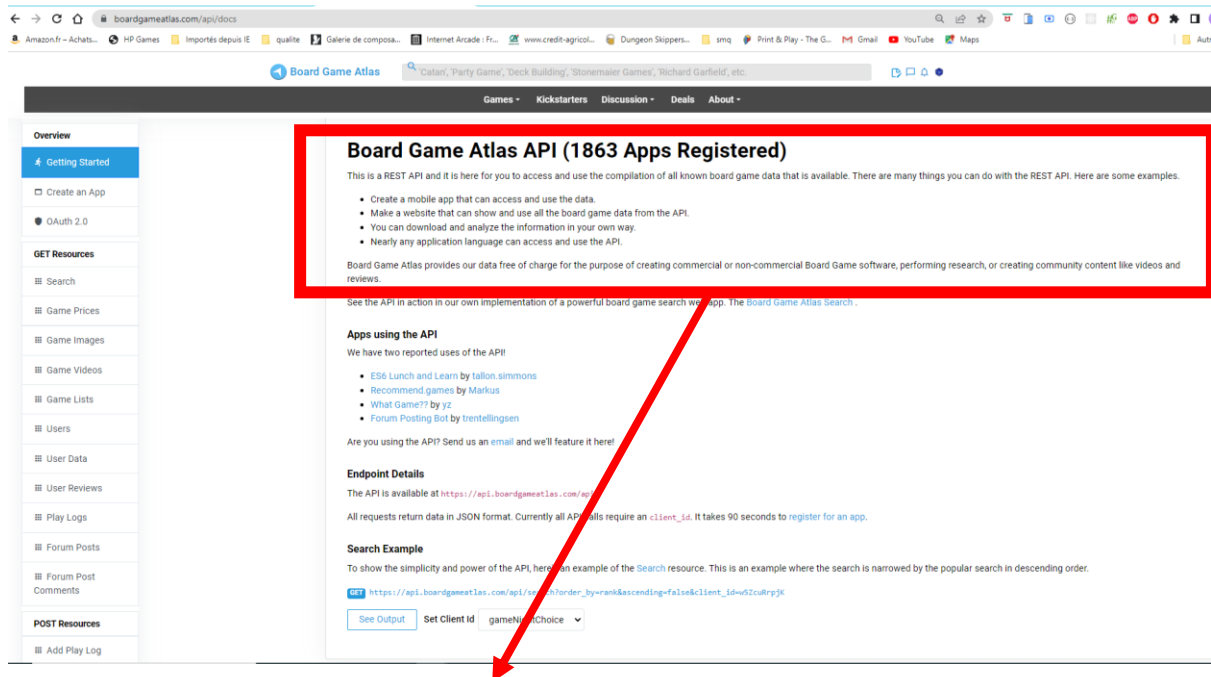 boardgameatlas.com/api/docs
Amazon.fr – Achats... HP Games Importés depuis IE qualite Galerie de composa... Internet Arcade : Fr... www.credit-agricol... Dungeon Skippers... smq Print & Play - The G... Gmail YouTube Maps Autr
Board Game Atlas 'Catan', 'Party Game', 'Deck Building', 'Stonemaier Games', 'Richard Garfield', etc.
Games Kickstarters Discussion Deals About
Overview
Getting Started
Create an App
OAuth 2.0
GET Resources
Search
Game Prices
Game Images
Game Videos
Game Lists
Users
User Data
User Reviews
Play Logs
Forum Posts
Forum Post
Comments
POST Resources
Add Play Log
Board Game Atlas API (1863 Apps Registered)
This is a REST API and it is here for you to access and use the compilation of all known board game data that is available. There are many things you can do with the REST API. Here are some examples.
Create a mobile app that can access and use the data.
Make a website that can show and use all the board game data from the API.
You can download and analyze the information in your own way.
Nearly any application language can access and use the API.
Board Game Atlas provides our data free of charge for the purpose of creating commercial or non-commercial Board Game software, performing research, or creating community content like videos and
reviews.
See the API in action in our own implementation of a powerful board game search we app. The Board Game Atlas Search .
Apps using the API
We have two reported uses of the API!
ES6 Lunch and Learn by tallon.simmons
Recommend.games by Markus
What Game?? by yz
Forum Posting Bot by trentellingsen
Are you using the API? Send us an email and we'll feature it here!
Endpoint Details
The API is available at https://api.boardgameatlas.com/api
All requests return data in JSON format. Currently all API calls require an client_id. It takes 90 seconds to register for an app.
Search Example
To show the simplicity and power of the API, here' an example of the Search resource. This is an example where the search is narrowed by the popular search in descending order.
GET https://api.boardgameatlas.com/api/search?order_by=rank&ascending=false&client_id=wSZcuRrpjK
See Output Set Client Id gameNightChoice